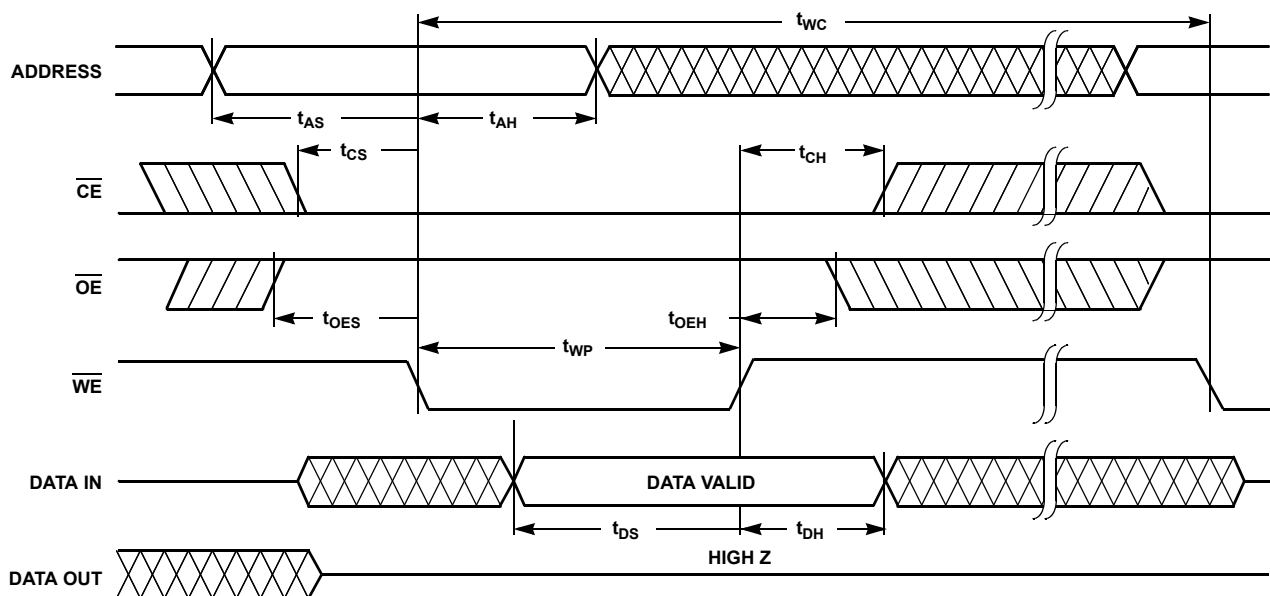 tWC
ADDRESS
tAS
tAH
tCS
tCH
CE
OE
tOES
tOEH
tWP
WE
DATA IN
DATA VALID
tDS
tDH
HIGH Z
DATA OUT